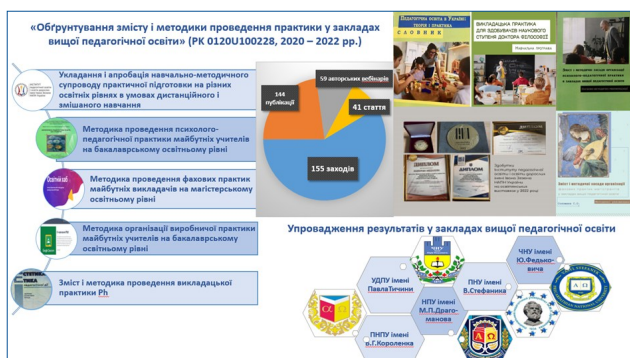 «Обґрунтування змісту і методики проведення практики у закладах
вищої педагогічної освіти» (РК 0120U100228, 2020 – 2022 рр.)
Укладання і апробація навчально-методичного
супроводу практичної підготовки на різних
освітніх рівнях в умовах дистанційного і
змішаного навчання
Методика проведення психолого-
педагогічної практики майбутніх учителів
на бакалаврському освітньому рівні
Методика проведення фахових практик
майбутніх викладачів на магістерському
освітньому рівні
Методика організації виробничої практики
майбутніх учителів на бакалаврському
освітньому рівні
Зміст і методика проведення викладацької
практики Ph
59 авторських вебінарів
144
публікації
41 стаття
155 заходів
ПЕДАГОГІЧНА ОСВІТА В УКРАЇНІ:
ТЕОРІЯ І ПРАКТИКА
СЛОВНИК
ВИКЛАДАЦЬКА ПРАКТИКА
ДЛЯ ЗДОБУВАЧІВ НАУКОВОГО
СТУПЕНЯ ДОКТОРА ФІЛОСОФІЇ
ДИПЛОМ
Упровадження результатів у закладах вищої педагогічної освіти
ЧНУ імені
Ю.Федько-
вича
УДПУ імені
ПавлаТичини
ПНУ імені
В.Стефаника
НПУ імені
М.П.Драго-
манова
ПНПУ імені
в.Г.Короленка